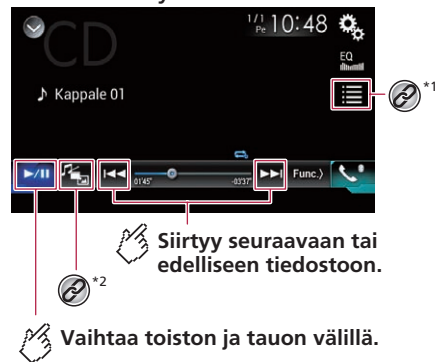 CD
1/1
Pe 10:48
EQ
Kappale 01
*1
01'45"
-03'37"
Func.
*2
Siirtyy seuraavaan tai
edelliseen tiedostoon.
Vaihtaa toiston ja tauon välillä.